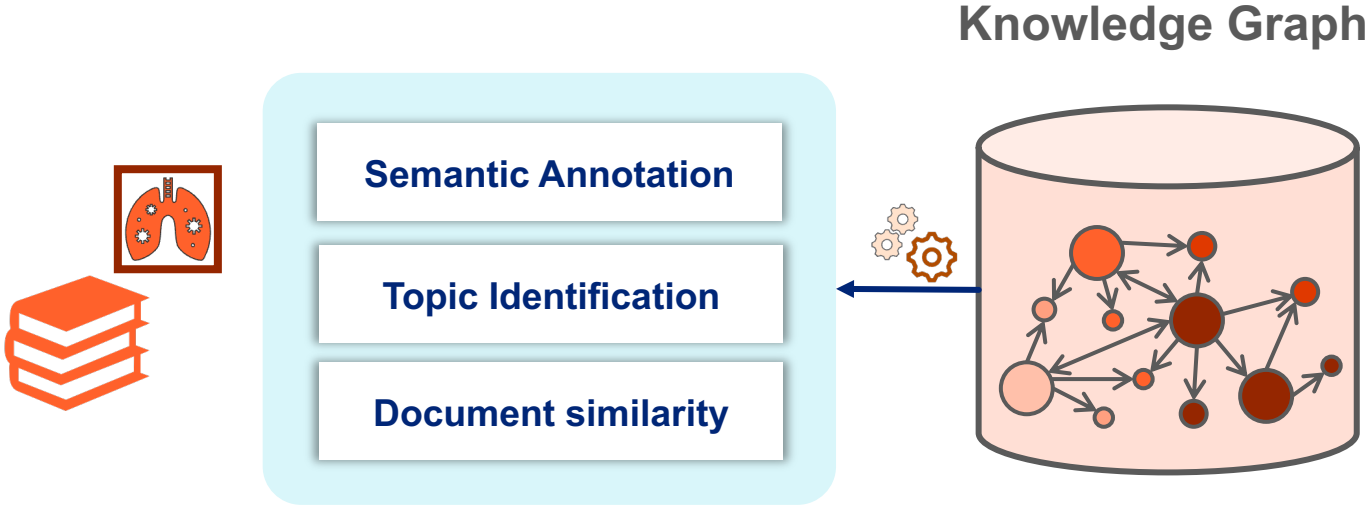 Knowledge Graph
Semantic Annotation
Topic Identification
Document similarity